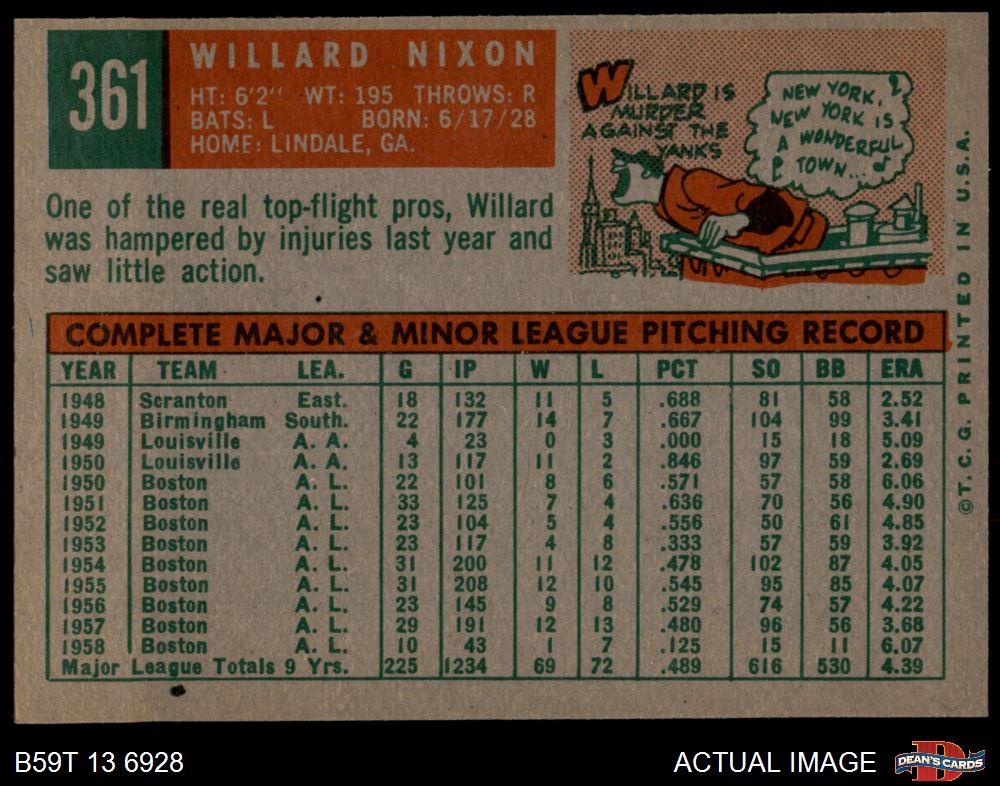 361
WILLARD NIXON
HT: 6'2" WT: 195 THROWS: R
BATS: L BORN: 6/17/28
HOME: LINDALE, GA.
WILLARD IS
MURDER
AGAINST THE
YANKS
NEW YORK,
NEW YORK IS
A WONDERFUL
TOWN...
One of the real top-flight pros, Willard
was hampered by injuries last year and
saw little action.
COMPLETE MAJOR & MINOR LEAGUE PITCHING RECORD
YEAR TEAM LEA. G IP W L PCT SO BB ERA
1948 Scranton East. 18 132 11 5 .688 81 58 2.52
1949 Birmingham South. 22 177 14 7 .667 104 99 3.41
1949 Louisville A. A. 4 23 0 3 .000 15 18 5.09
1950 Louisville A. A. 13 117 11 2 .846 97 59 2.69
1950 Boston A. L. 22 101 8 6 .571 57 58 6.06
1951 Boston A. L. 33 125 7 4 .636 70 56 4.90
1952 Boston A. L. 23 104 5 4 .556 50 61 4.85
1953 Boston A. L. 23 117 4 8 .333 57 59 3.92
1954 Boston A. L. 31 200 11 12 .478 102 87 4.05
1955 Boston A. L. 31 208 12 10 .545 95 85 4.07
1956 Boston A. L. 23 145 9 8 .529 74 57 4.22
1957 Boston A. L. 29 191 12 13 .480 96 56 3.68
1958 Boston A. L. 10 43 1 7 .125 15 11 6.07
Major League Totals 9 Yrs. 225 1234 69 72 .489 616 530 4.39
©T. C. G. PRINTED IN U.S.A.
B59T 13 6928
ACTUAL IMAGE
DEAN'S CARDS